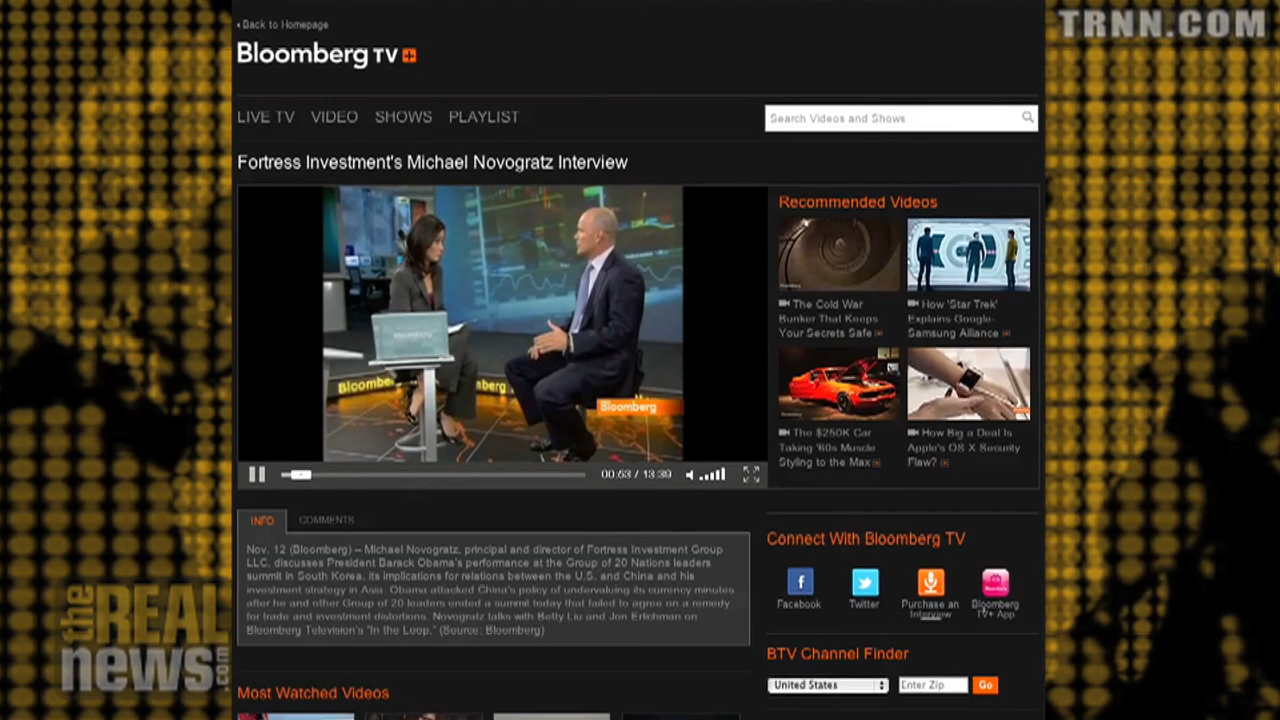 TRNN.COM
Back to Homepage
Bloomberg TV +
LIVE TV VIDEO SHOWS PLAYLIST
Search Videos and Shows
Fortress Investment's Michael Novogratz Interview
Bloomberg
00:53 / 13:39
Recommended Videos
The Cold War
Bunker That Keeps
Your Secrets Safe
How 'Star Trek'
Explains Google-
Samsung Alliance
The $250K Car
Taking '60s Muscle
Styling to the Max
How Big a Deal Is
Apple's OS X Security
Flaw?
INFO COMMENTS
Nov. 12 (Bloomberg) -- Michael Novogratz, principal and director of Fortress Investment Group
LLC, discusses President Barack Obama's performance at the Group of 20 Nations leaders
summit in South Korea, its implications for relations between the U.S. and China and his
investment strategy in Asia. Obama attacked China's policy of undervaluing its currency minutes
after he and other Group of 20 leaders ended a summit today that failed to agree on a remedy
for trade and investment distortions. Novogratz talks with Betty Liu and Jon Erlichman on
Bloomberg Television's "In the Loop." (Source: Bloomberg)
Connect With Bloomberg TV
Facebook
Twitter
Purchase an
Interview
Bloomberg
TV+ App
BTV Channel Finder
United States
Enter Zip
Go
Most Watched Videos
the REAL
news.com